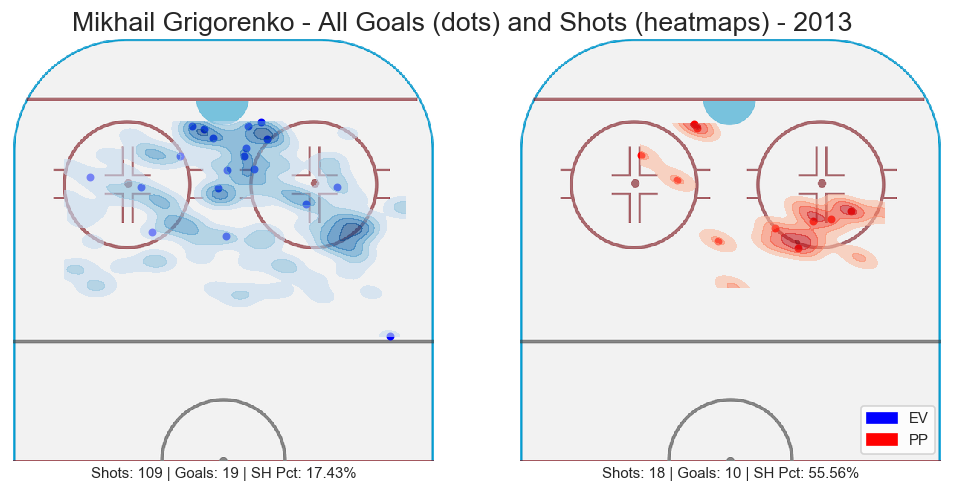 Mikhail Grigorenko - All Goals (dots) and Shots (heatmaps) - 2013
EV
PP
Shots: 109 | Goals: 19 | SH Pct: 17.43%
Shots: 18 | Goals: 10 | SH Pct: 55.56%